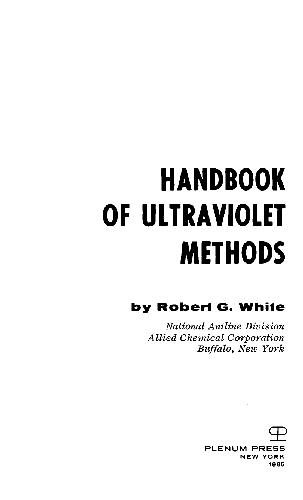 HANDBOOK
OF ULTRAVIOLET
METHODS
by Robert G. White
National Aniline Division
Allied Chemical Corporation
Buffalo, New York
PLENUM PRESS
NEW YORK
1965